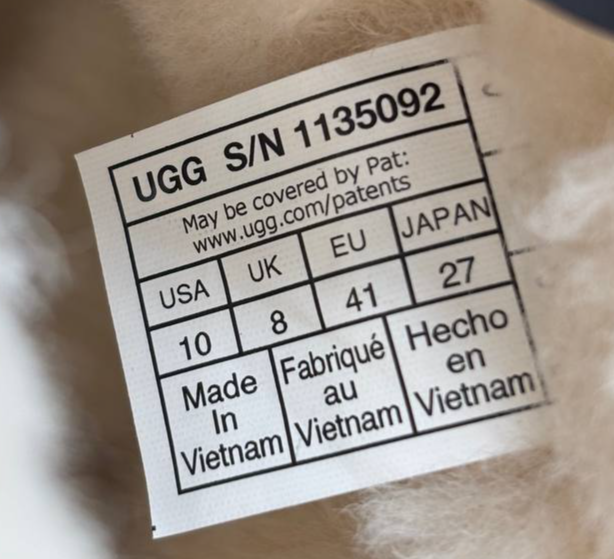 UGG S/N 1135092
May be covered by Pat:
www.ugg.com/patents
USA UK EU JAPAN
10 8 41 27
Made Fabriqué Hecho
In au en
Vietnam Vietnam Vietnam